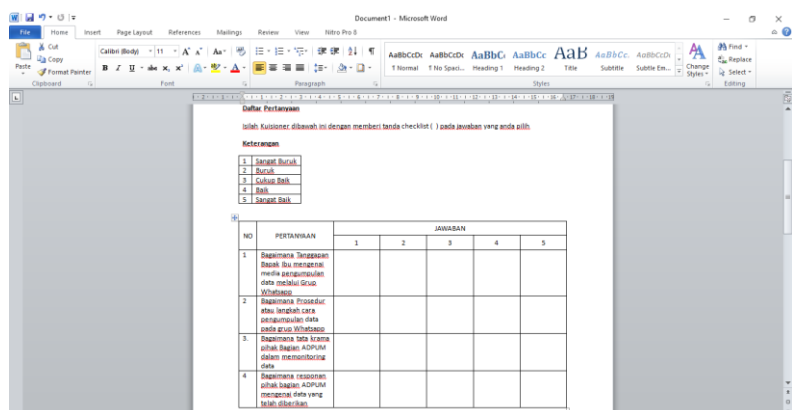 Document1 - Microsoft Word
File Home Insert Page Layout References Mailings Review View Nitro Pro 8
Paste Cut Copy Format Painter
Calibri (Body) 11
AaBbCcDc AaBbCcDc AaBbC AaBbCc AaB AaBbCc. AaBbCcDi
¶ Normal ¶ No Spaci... Heading 1 Heading 2 Title Subtitle Subtle Em...
Change Styles
Find Replace Select
Clipboard Font Paragraph Styles Editing
Daftar Pertanyaan
Isilah Kuisioner dibawah ini dengan memberi tanda checklist ( ) pada jawaban yang anda pilih
Keterangan
1 Sangat Buruk
2 Buruk
3 Cukup Baik
4 Baik
5 Sangat Baik
NO PERTANYAAN JAWABAN
1 2 3 4 5
1 Bagaimana Tanggapan
Bapak ibu mengenai
media pengumpulan
data melalui Grup
Whatsapp
2 Bagaimana Prosedur
atau langkah cara
pengumpulan data
pada grup Whatsapp
3. Bagaimana tata krama
pihak Bagian ADPUM
dalam memonitoring
data
4 Bagaimana responan
pihak bagian ADPUM
mengenai data yang
telah diberikan